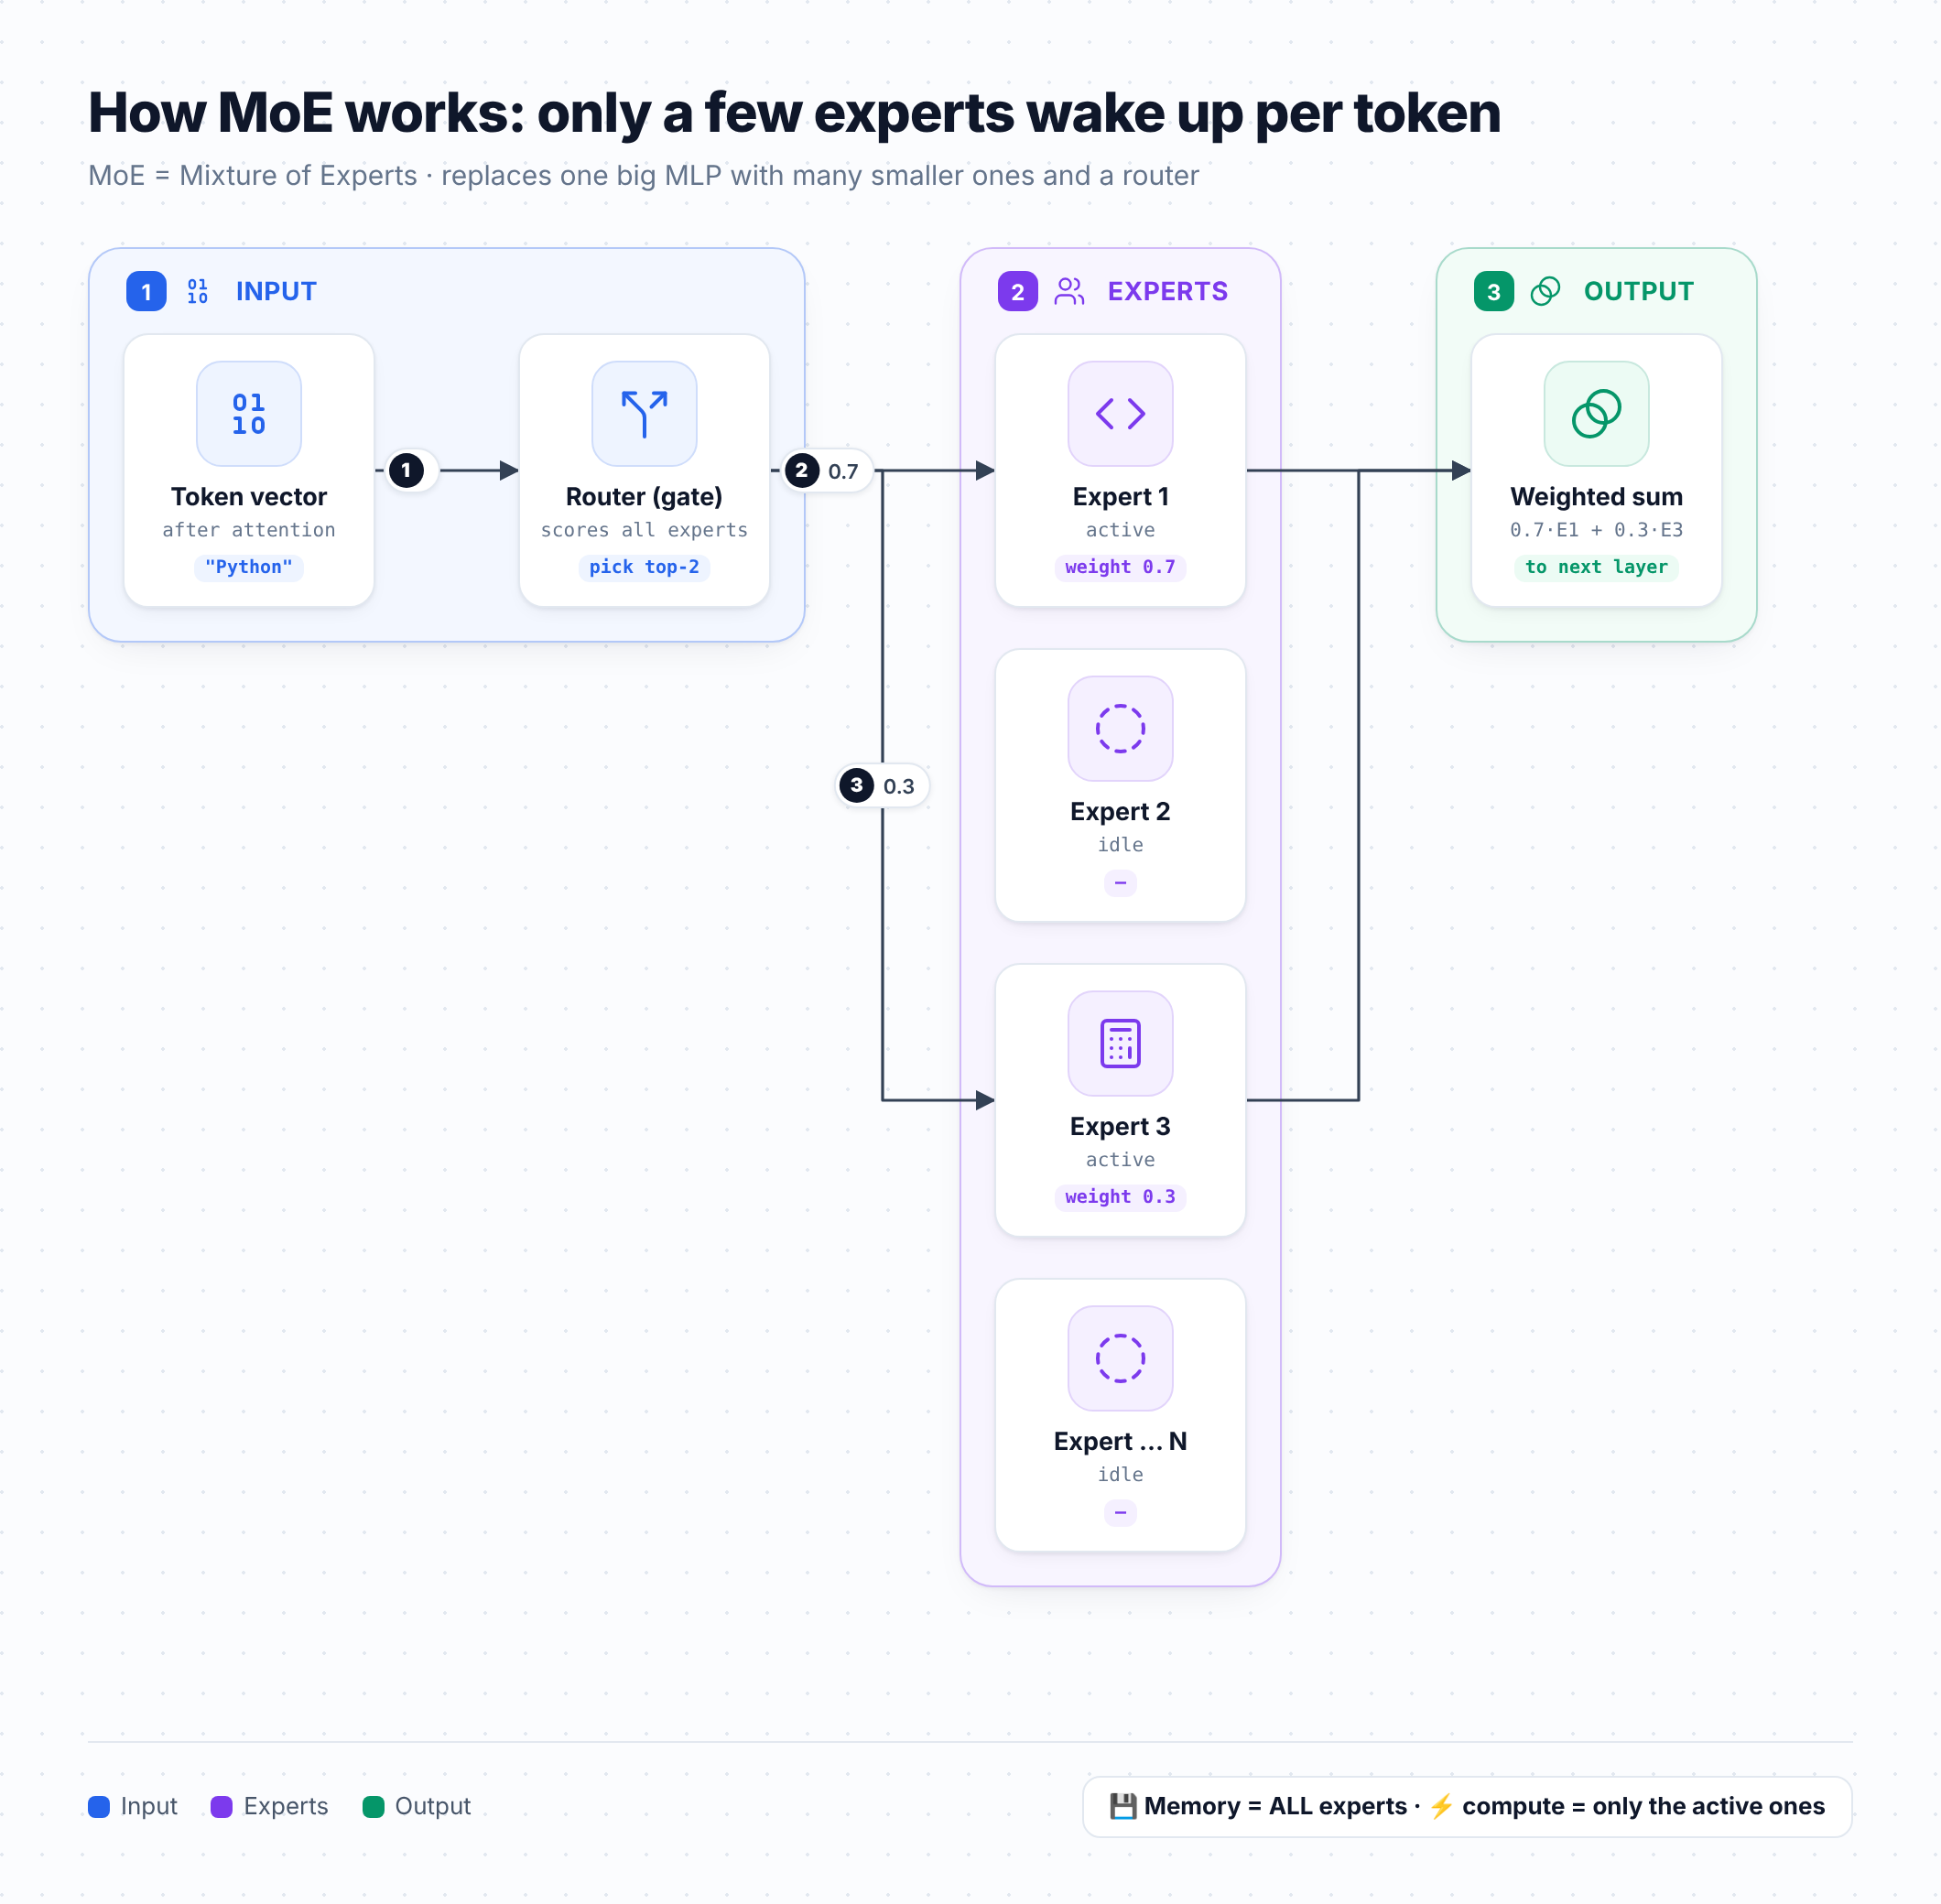 How MoE works: only a few experts wake up per token
MoE = Mixture of Experts · replaces one big MLP with many smaller ones and a router
1 01 10 INPUT
01
10
Token vector
after attention
"Python"
1
Router (gate)
scores all experts
pick top-2
2 0.7
3 0.3
2 EXPERTS
Expert 1
active
weight 0.7
Expert 2
idle
—
Expert 3
active
weight 0.3
Expert … N
idle
—
3 OUTPUT
Weighted sum
0.7·E1 + 0.3·E3
to next layer
Input
Experts
Output
💾 Memory = ALL experts · ⚡ compute = only the active ones